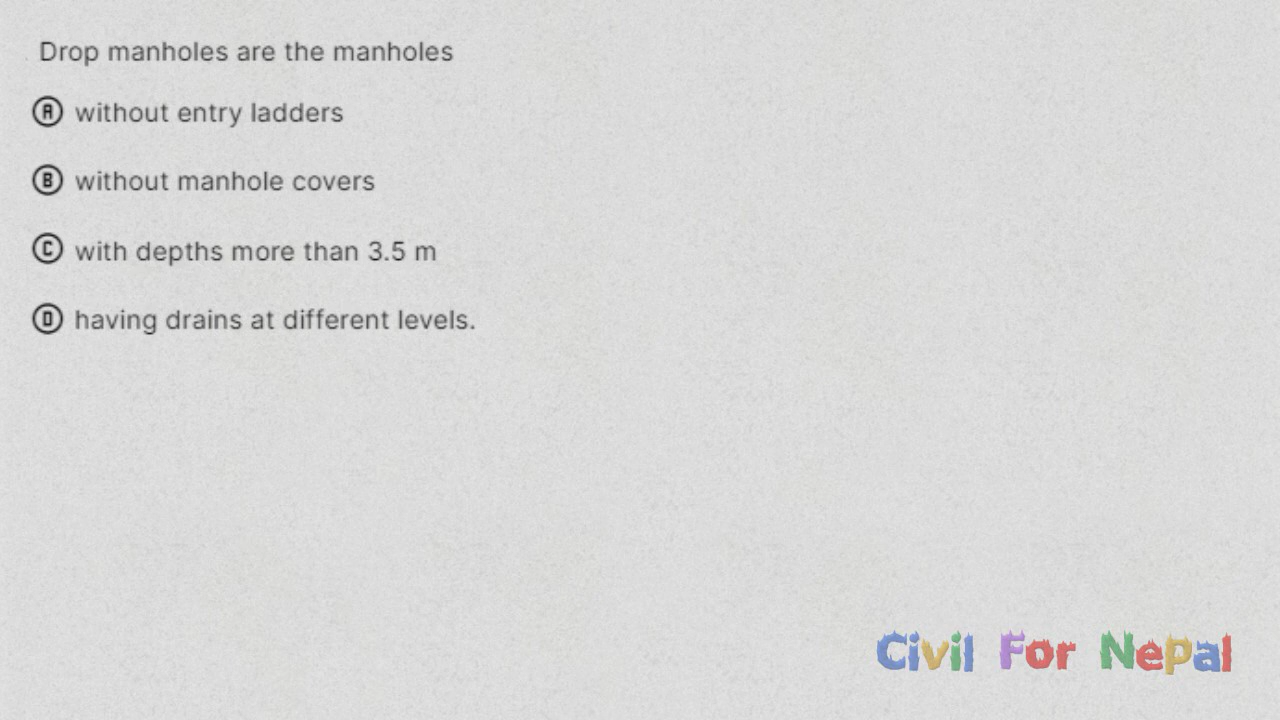 Drop manholes are the manholes
A without entry ladders
B without manhole covers
C with depths more than 3.5 m
D having drains at different levels.
Civil For Nepal